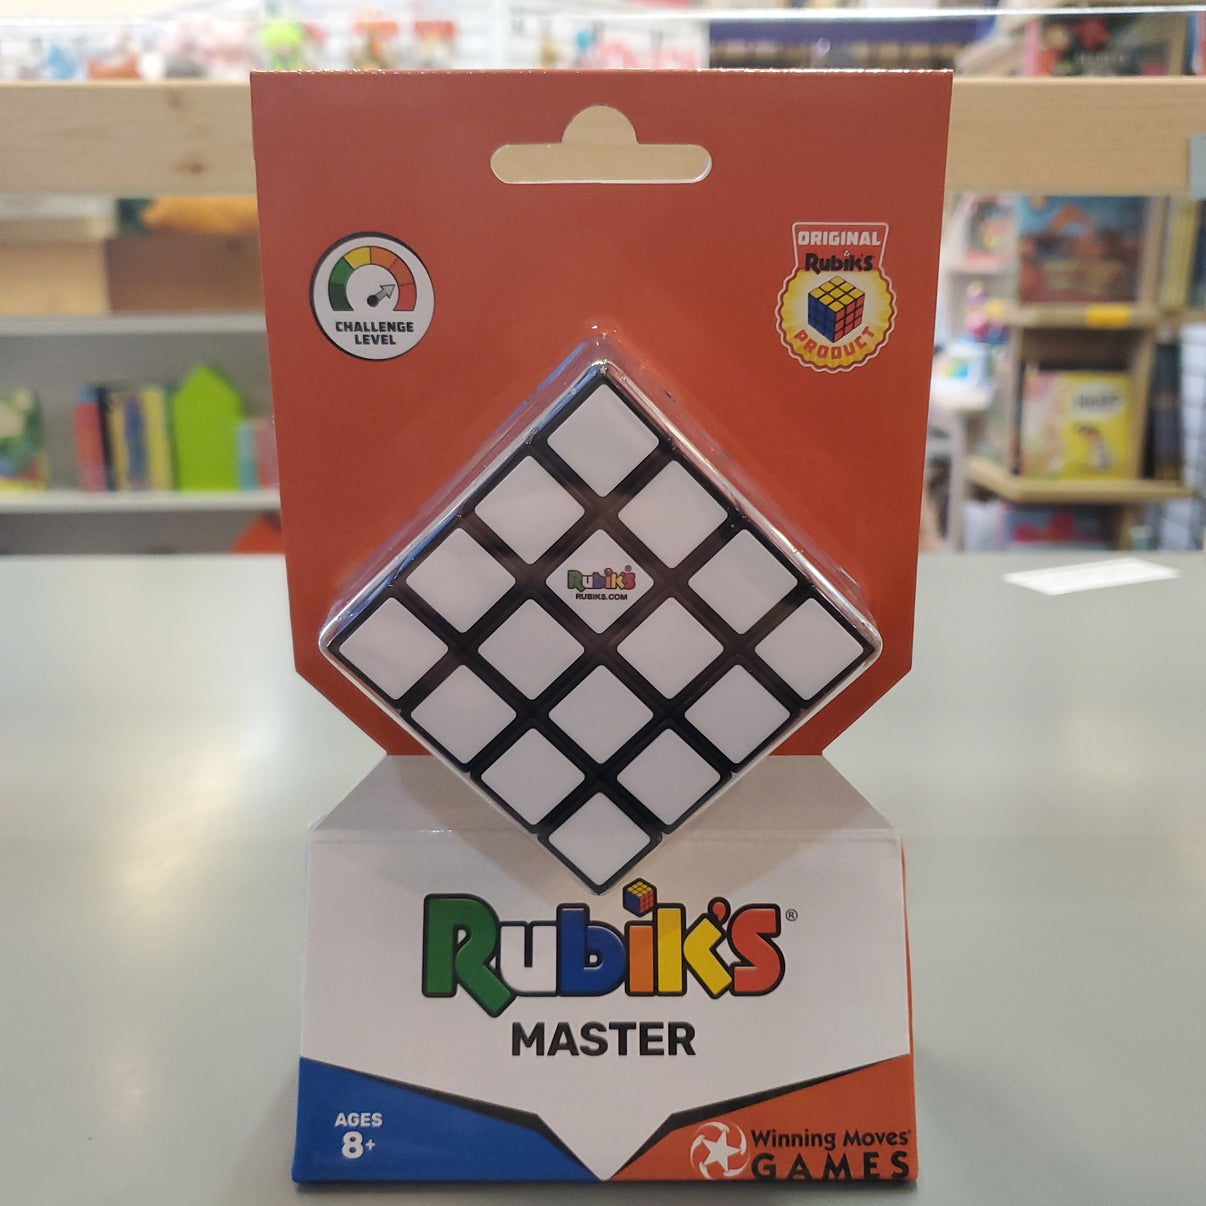 ORIGINAL
Rubik's
PRODUCT
CHALLENGE
LEVEL
Rubik's®
RUBIKS.COM
Rubik's®
MASTER
AGES
8+
Winning Moves®
GAMES